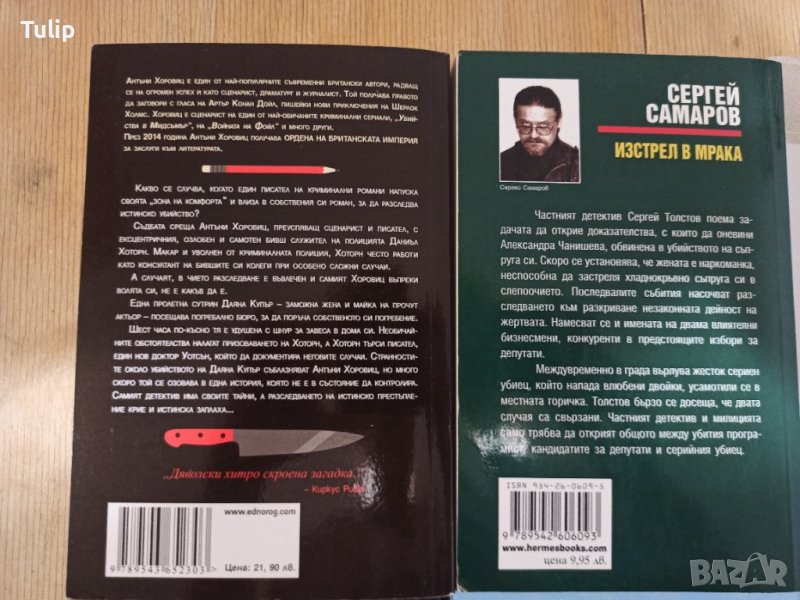 Tulip
Антъни Хоровиц е един от най-популярните съвременни британски автори, радващ
се на огромен успех и като сценарист, драматург и журналист. Той получава правото
да заговори с гласа на Артър Конан Дойл, пишейки нови приключения на Шерлок
Холмс. Хоровиц е сценарист на един от най-обичаните криминални сериали, „Убий-
ства в Мидсъмър", на „Войната на Фойл" и много други.
През 2014 година Антъни Хоровиц получава ОРДЕНА НА БРИТАНСКАТА ИМПЕРИЯ
за заслуги към литературата.
Какво се случва, когато един писател на криминални романи напуска
своята „зона на комфорта" и влиза в собствения си роман, за да разследва
истинско убийство?
Съдбата среща Антъни Хоровиц, преуспяващ сценарист и писател, с
ексцентричния, озлобен и самотен бивш служител на полицията Даниъл
Хоторн. Макар и уволнен от криминалната полиция, Хоторн често работи
като консултант на бившите си колеги при особено сложни случаи.
А случаят, в чието разследване е въвлечен и самият Хоровиц въпреки
волята си, не е какъв да е.
Една пролетна сутрин Даяна Купър – заможна жена и майка на прочут
актьор – посещава погребално бюро, за да поръча собственото си погребение.
Шест часа по-късно тя е удушена с шнур за завеса в дома си. Необичайни-
те обстоятелства налагат призоваването на Хоторн, а Хоторн търси писател,
един нов доктор Уотсън, който да документира неговите случаи. Странности-
те около убийството на Даяна Купър съблазняват Антъни Хоровиц, но много
скоро той се озовава в една история, която не е в състояние да контролира.
Самият детектив има своите тайни, а разследването на истинско престъпле-
ние крие и истинска заплаха...
„Дяволски хитро скроена загадка."
– Киркус Ривю
www.ednorog.com
9 789543 652303 >
Цена: 21, 90 лв.
СЕРГЕЙ
САМАРОВ
ИЗСТРЕЛ В МРАКА
Сергей Самаров
Частният детектив Сергей Толстов поема за-
дачата да открие доказателства, с които да оневини
Александра Чанишева, обвинена в убийството на съп-
руга си. Скоро се установява, че жената е наркоманка,
неспособна да застреля хладнокръвно съпруга си в
слепоочието. Последвалите събития насочват раз-
следването към разкриване незаконната дейност на
жертвата. Намесват се и имената на двама влиятелни
бизнесмени, конкуренти в предстоящите избори за
депутати.
Междувременно в града върлува жесток сериен
убиец, който напада влюбени двойки, усамотили се в
местната горичка. Толстов бързо се досеща, че двата
случая са свързани. Частният детектив и милицията
само трябва да открият общото между убития програ-
мист, кандидатите за депутати и серийния убиец.
ISBN 954-26-0609-5
9 789542 606093 >
www.hermesbooks.com
цена 9,95 лв.
BAZAR